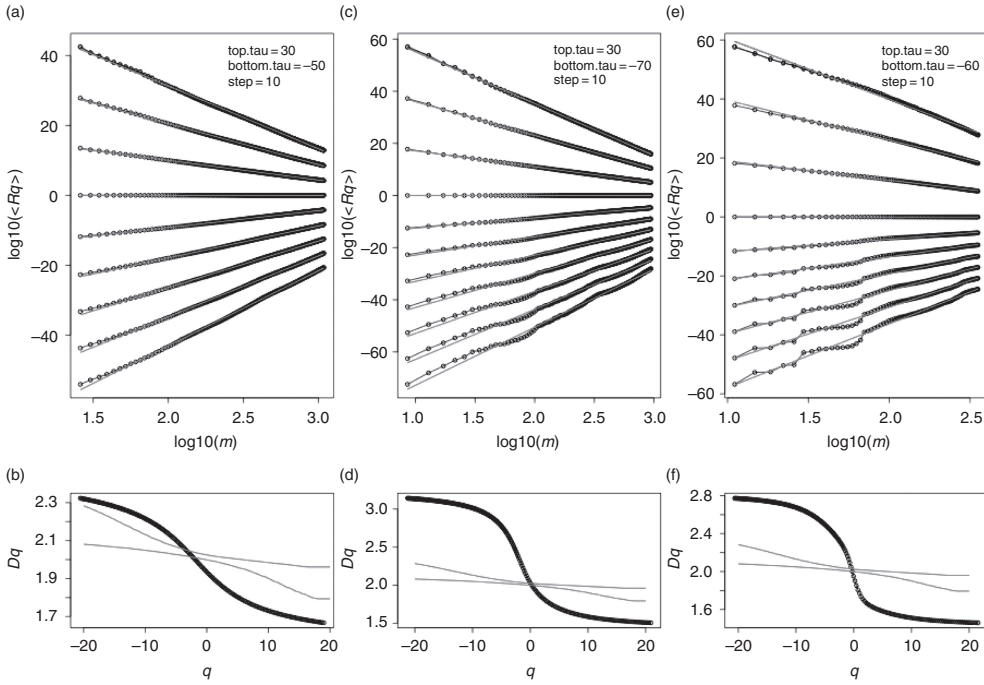 (a)
40
20
0
−20
−40
log10(<Rq>)
top.tau = 30
bottom.tau = −50
step = 10
1.5
2.0
2.5
3.0
log10(m)
(c)
60
40
20
0
−20
−40
−60
log10(<Rq>)
top.tau = 30
bottom.tau = −70
step = 10
1.0
1.5
2.0
2.5
3.0
log10(m)
(e)
60
40
20
0
−20
−40
−60
log10(<Rq>)
top.tau = 30
bottom.tau = −60
step = 10
1.0
1.5
2.0
2.5
log10(m)
(b)
2.3
2.1
1.9
1.7
Dq
−20
−10
0
10
20
q
(d)
3.0
2.5
2.0
1.5
Dq
−20
−10
0
10
20
q
(f)
2.8
2.4
2.0
1.6
Dq
−20
−10
0
10
20
q